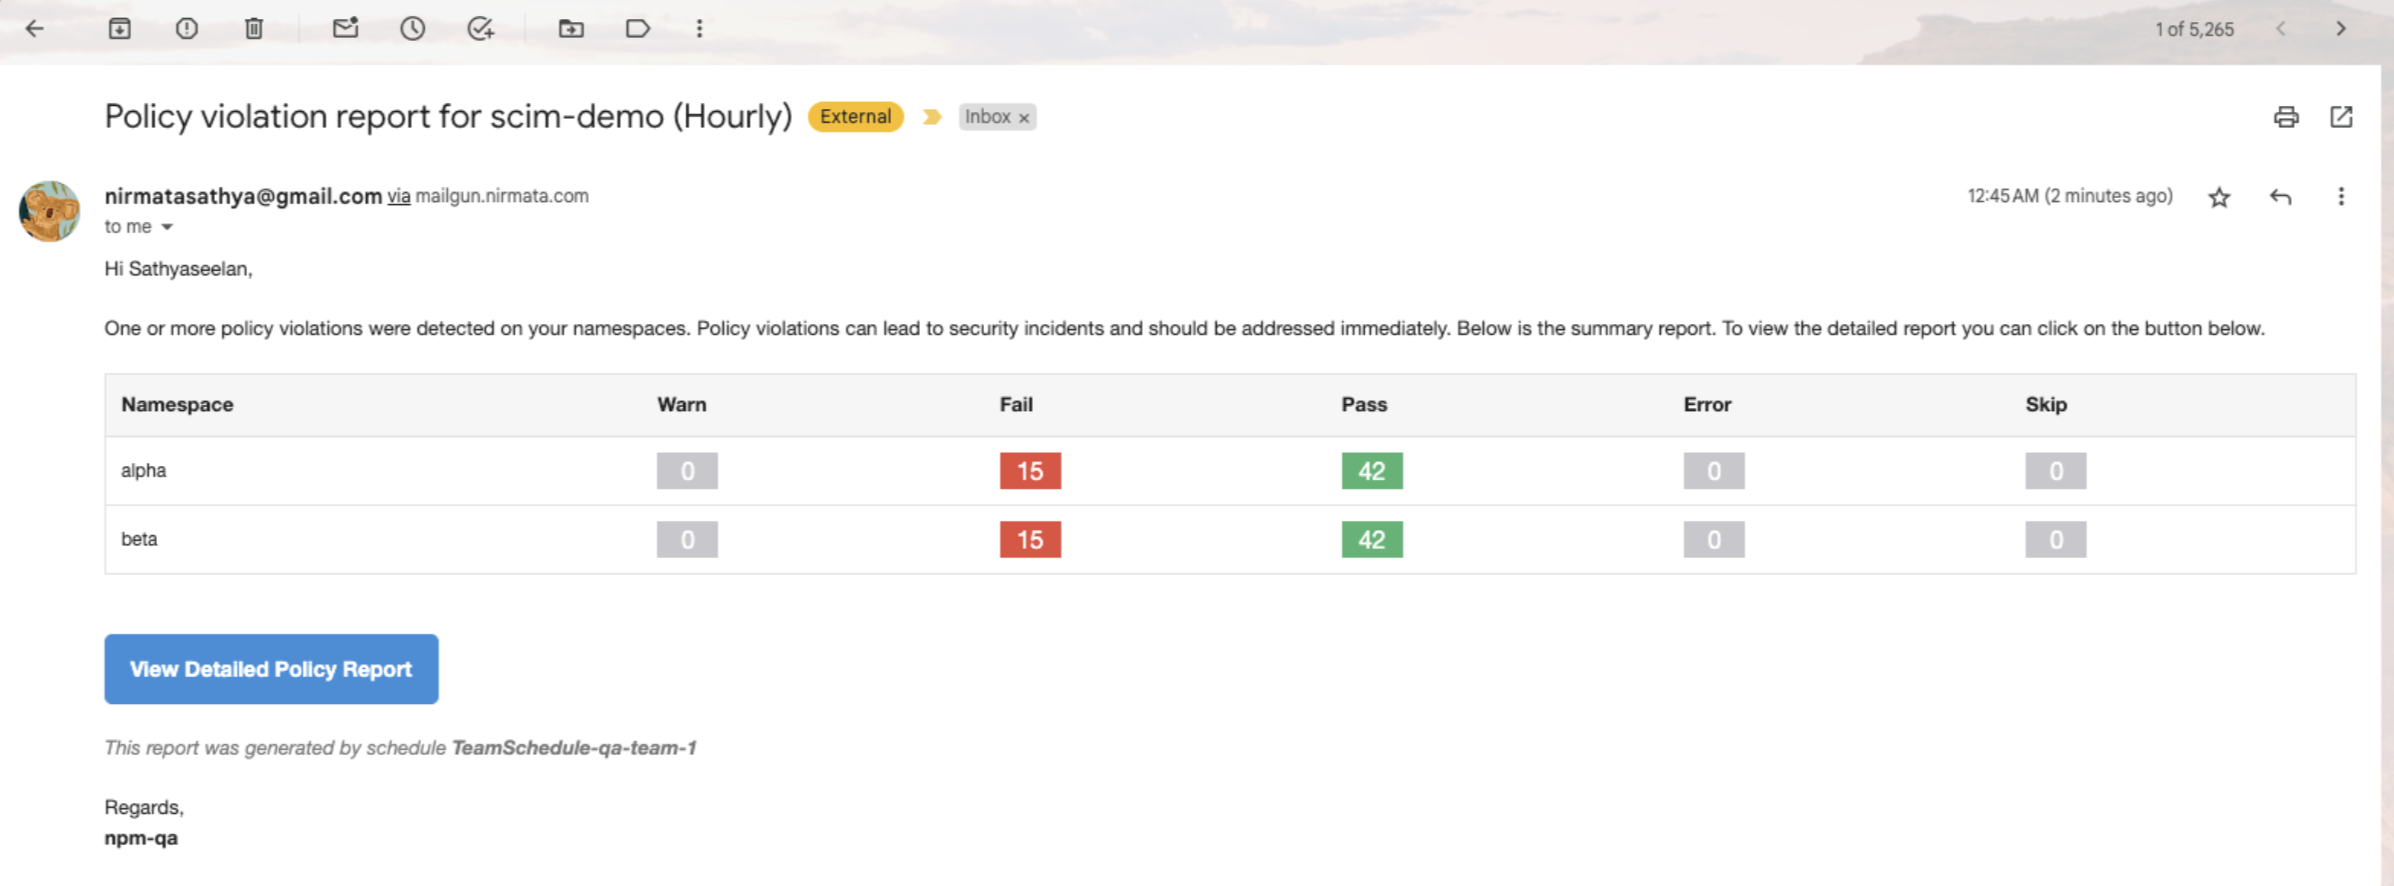 1 of 5,265
Policy violation report for scim-demo (Hourly) External Inbox ×
nirmatasathya@gmail.com via mailgun.nirmata.com 12:45 AM (2 minutes ago)
to me
Hi Sathyaseelan,
One or more policy violations were detected on your namespaces. Policy violations can lead to security incidents and should be addressed immediately. Below is the summary report. To view the detailed report you can click on the button below.
Namespace Warn Fail Pass Error Skip
alpha 0 15 42 0 0
beta 0 15 42 0 0
View Detailed Policy Report
This report was generated by schedule TeamSchedule-qa-team-1
Regards,
npm-qa